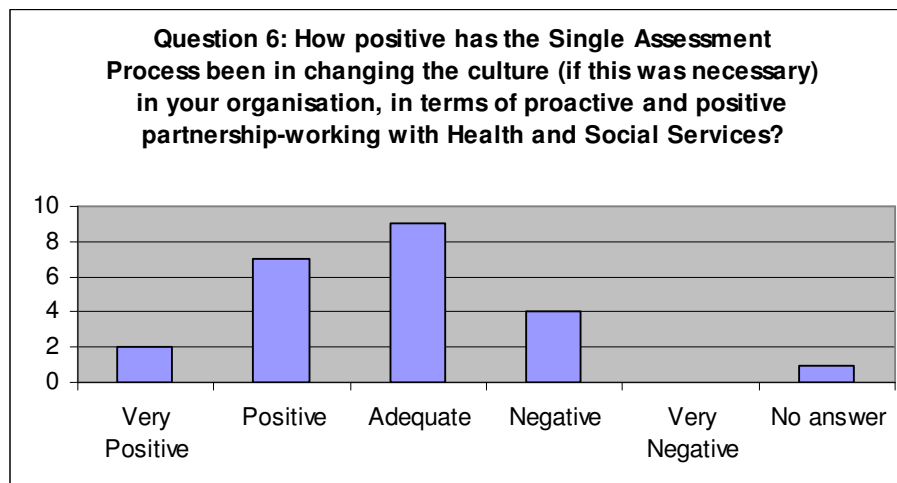 Question 6: How positive has the Single Assessment
Process been in changing the culture (if this was necessary)
in your organisation, in terms of proactive and positive
partnership-working with Health and Social Services?
10
8
6
4
2
0
Very Positive
Positive
Adequate
Negative
Very Negative
No answer